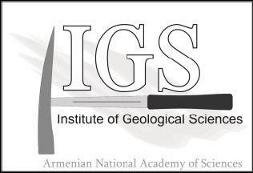 IGS
Institute of Geological Sciences
Armenian National Academy of Sciences